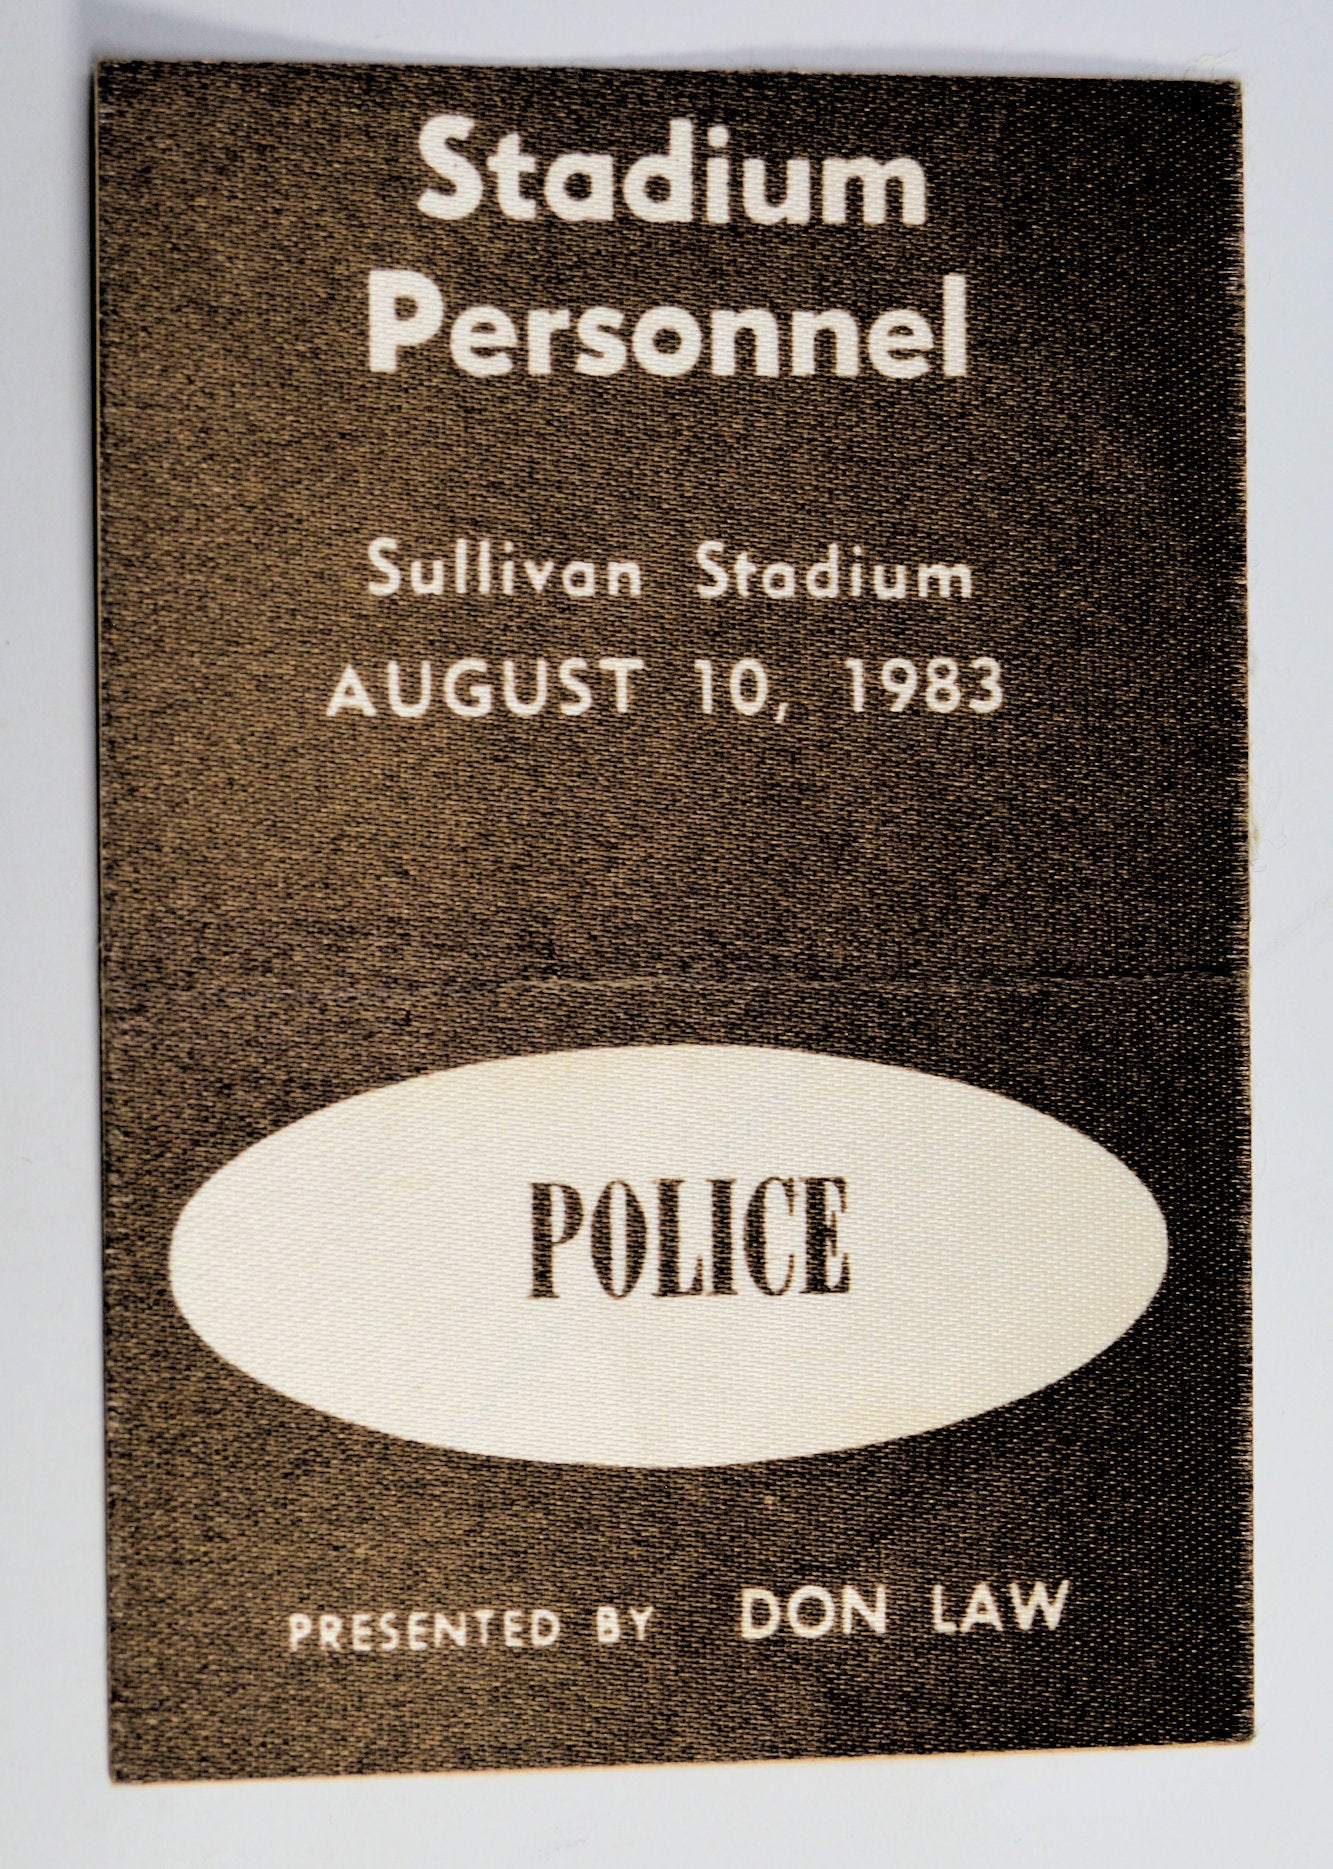 Stadium
Personnel
Sullivan Stadium
AUGUST 10, 1983
POLICE
PRESENTED BY DON LAW